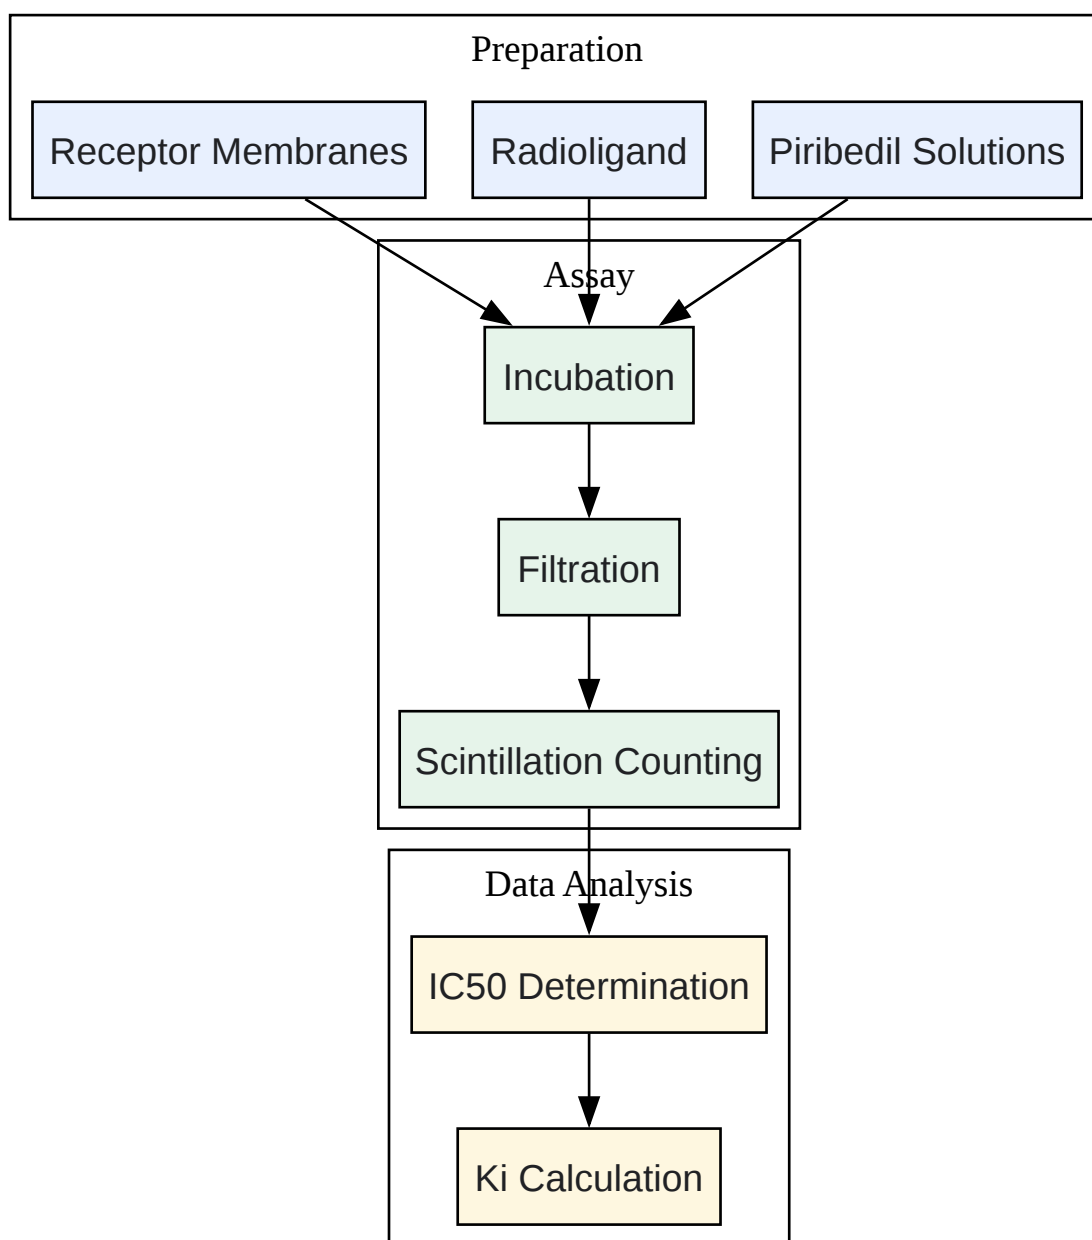 Preparation
Receptor Membranes
Radioligand
Piribedil Solutions
Assay
Incubation
Filtration
Scintillation Counting
Data Analysis
IC50 Determination
Ki Calculation